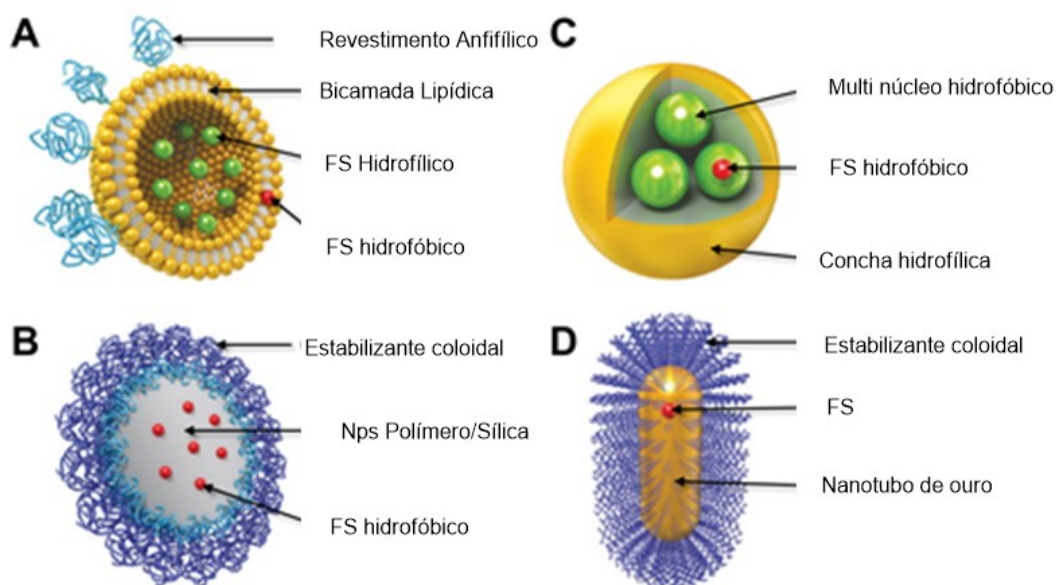 A
Revestimento Anfifílico
Bicamada Lipídica
FS Hidrofílico
FS hidrofóbico
C
Multi núcleo hidrofóbico
FS hidrofóbico
Concha hidrofílica
B
Estabilizante coloidal
Nps Polímero/Sílica
FS hidrofóbico
D
Estabilizante coloidal
FS
Nanotubo de ouro